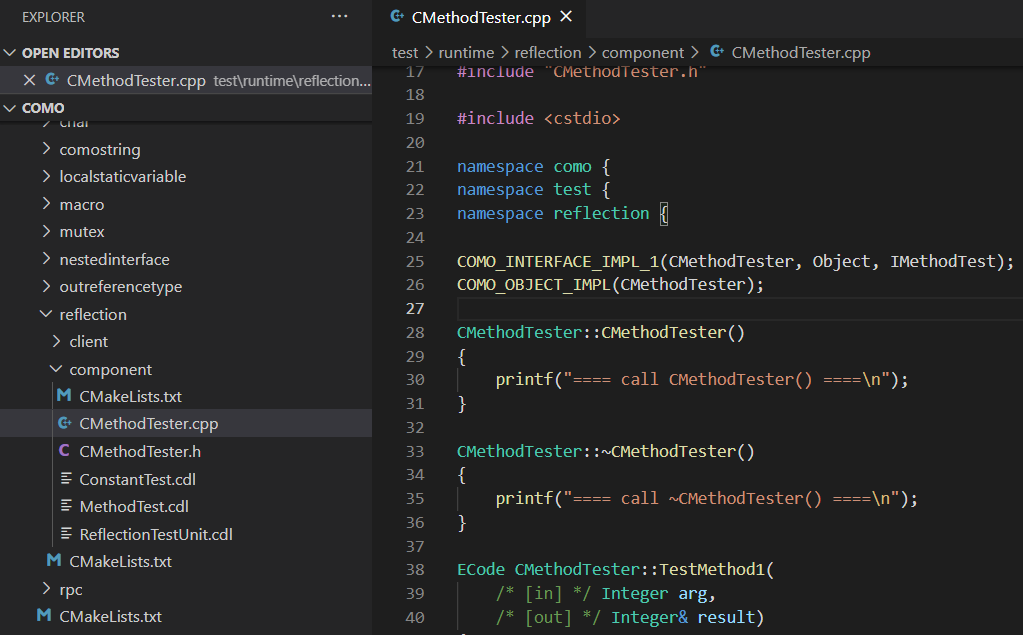 EXPLORER
···
OPEN EDITORS
CMethodTester.cpp test\runtime\reflection...
COMO
char
comostring
localstaticvariable
macro
mutex
nestedinterface
outreferencetype
reflection
client
component
CMakeLists.txt
CMethodTester.cpp
CMethodTester.h
ConstantTest.cdl
MethodTest.cdl
ReflectionTestUnit.cdl
CMakeLists.txt
rpc
CMakeLists.txt
CMethodTester.cpp
test > runtime > reflection > component > CMethodTester.cpp
17 #include "CMethodTester.h"
18
19 #include <cstdio>
20
21 namespace como {
22 namespace test {
23 namespace reflection {
24
25 COMO_INTERFACE_IMPL_1(CMethodTester, Object, IMethodTest);
26 COMO_OBJECT_IMPL(CMethodTester);
27
28 CMethodTester::CMethodTester()
29 {
30     printf("==== call CMethodTester() ====\n");
31 }
32
33 CMethodTester::~CMethodTester()
34 {
35     printf("==== call ~CMethodTester() ====\n");
36 }
37
38 ECode CMethodTester::TestMethod1(
39     /* [in] */ Integer arg,
40     /* [out] */ Integer& result)